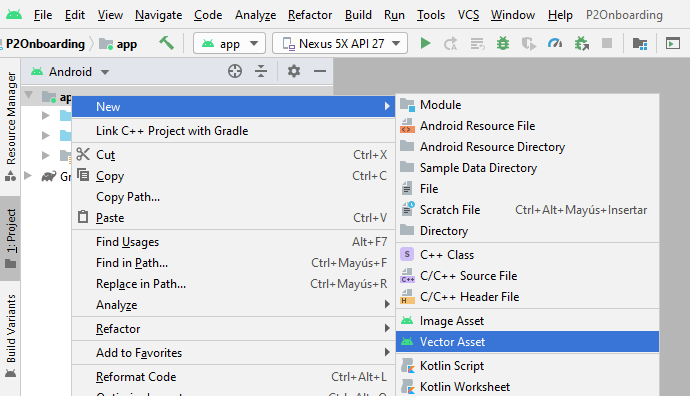 File Edit View Navigate Code Analyze Refactor Build Run Tools VCS Window Help P2Onboarding
P2Onboarding app app Nexus 5X API 27
Android
Resource Manager
1: Project
Build Variants
New
Link C++ Project with Gradle
Cut Ctrl+X
Copy Ctrl+C
Copy Path...
Paste Ctrl+V
Find Usages Alt+F7
Find in Path... Ctrl+Mayús+F
Replace in Path... Ctrl+Mayús+R
Analyze
Refactor
Add to Favorites
Reformat Code Ctrl+Alt+L
Module
Android Resource File
Android Resource Directory
Sample Data Directory
File
Scratch File Ctrl+Alt+Mayús+Insertar
Directory
C++ Class
C/C++ Source File
C/C++ Header File
Image Asset
Vector Asset
Kotlin Script
Kotlin Worksheet